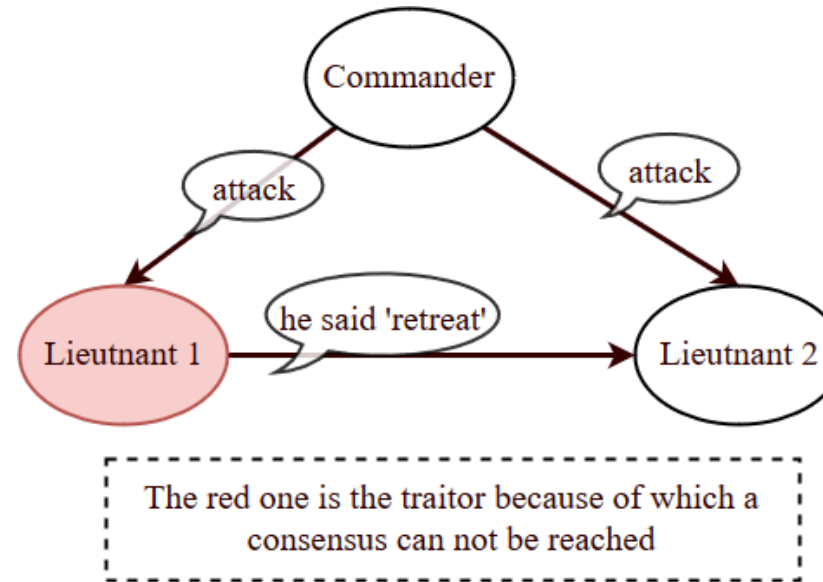 Commander
attack
attack
he said 'retreat'
Lieutnant 1
Lieutnant 2
The red one is the traitor because of which a
consensus can not be reached